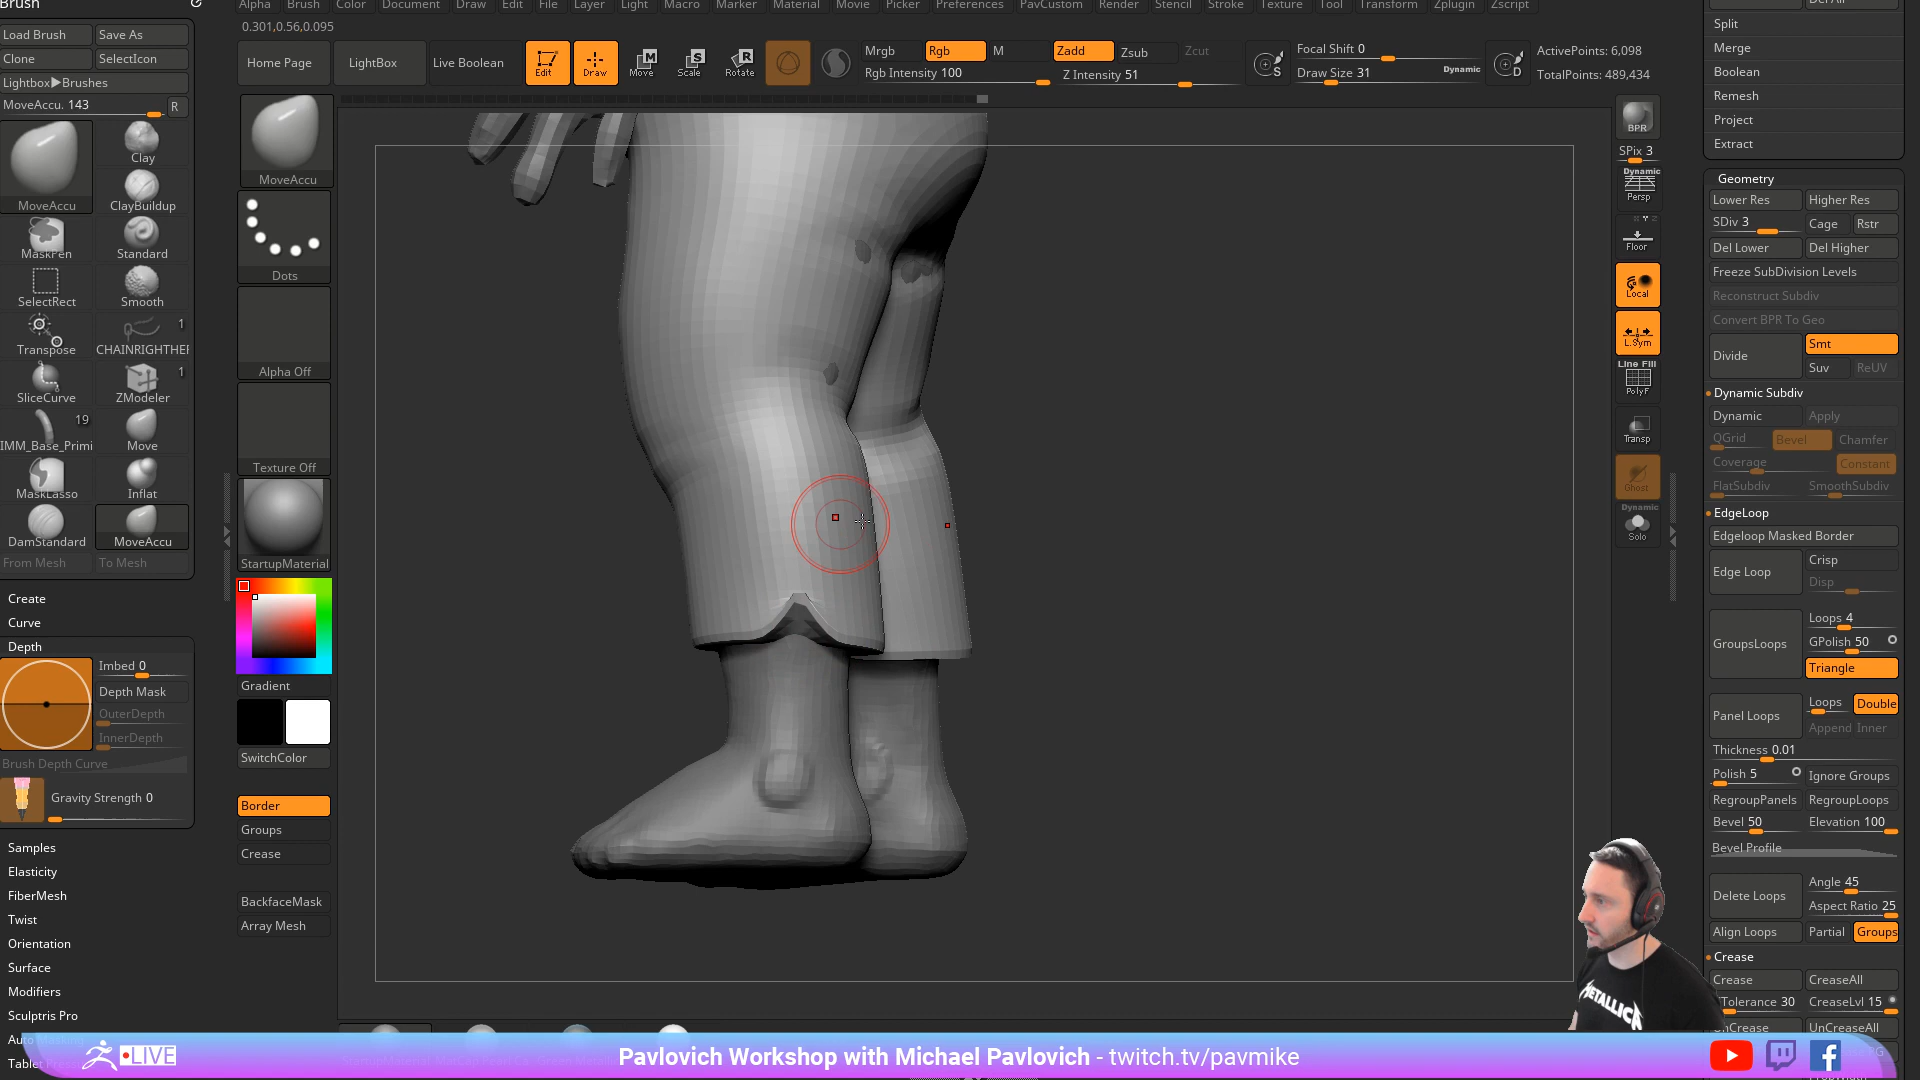 Brush
Alpha Brush Color Document Draw Edit File Layer Light Macro Marker Material Movie Picker Preferences PavCustom Render Stencil Stroke Texture Tool Transform Zplugin Zscript
0.301,0.56,0.095
Load Brush Save As
Clone SelectIcon
Lightbox▶Brushes
MoveAccu. 143 R
MoveAccu
Clay
ClayBuildup
MaskPen Standard
SelectRect Smooth
1
Transpose CHAINRIGHTHER
1
SliceCurve ZModeler
19
IMM_Base_Primi Move
MaskLasso Inflat
DamStandard MoveAccu
From Mesh To Mesh
Create
Curve
Depth
Imbed 0
Depth Mask
OuterDepth
InnerDepth
Brush Depth Curve
Gravity Strength 0
Samples
Elasticity
FiberMesh
Twist
Orientation
Surface
Modifiers
Sculptris Pro
Home Page LightBox Live Boolean Edit Draw Move Scale Rotate
Mrgb Rgb M Zadd Zsub Zcut
Rgb Intensity 100 Z Intensity 51
Focal Shift 0
Draw Size 31 Dynamic
S D
ActivePoints: 6,098
TotalPoints: 489,434
MoveAccu
Dots
Alpha Off
Texture Off
StartupMaterial
Gradient
SwitchColor
Border
Groups
Crease
BackfaceMask
Array Mesh
BPR
SPix 3
Dynamic
Persp
Floor
Local
L.Sym
Line Fill
PolyF
Transp
Ghost
Dynamic
Solo
Split
Merge
Boolean
Remesh
Project
Extract
Geometry
Lower Res Higher Res
SDiv 3 Cage Rstr
Del Lower Del Higher
Freeze SubDivision Levels
Reconstruct Subdiv
Convert BPR To Geo
Divide Smt
Suv ReUV
Dynamic Subdiv
Dynamic Apply
QGrid Bevel Chamfer
Coverage Constant
FlatSubdiv SmoothSubdiv
EdgeLoop
Edgeloop Masked Border
Edge Loop Crisp
Disp
GroupsLoops Loops 4
GPolish 50
Triangle
Panel Loops Loops Double
Append Inner
Thickness 0.01
Polish 5 Ignore Groups
RegroupPanels RegroupLoops
Bevel 50 Elevation 100
Bevel Profile
Delete Loops Angle 45
Aspect Ratio 25
Align Loops Partial Groups
Crease
Crease CreaseAll
Tolerance 30 CreaseLvl 15
UnCrease UnCreaseAll
METALLICA
LIVE
Pavlovich Workshop with Michael Pavlovich - twitch.tv/pavmike